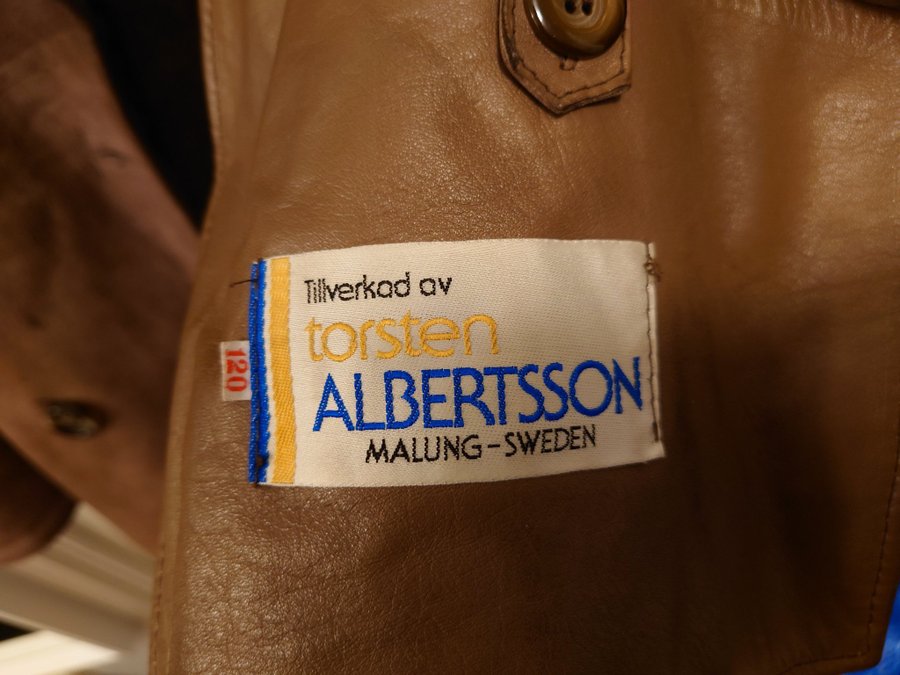 Tillverkad av
torsten
ALBERTSSON
MALUNG-SWEDEN
120